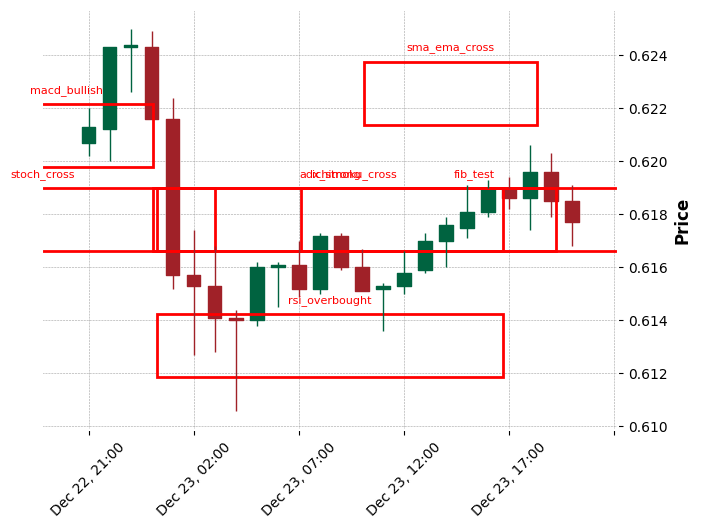 sma_ema_cross
0.624
macd_bullish
0.622
0.620
stoch_cross
ichimoku_cross
fib_test
0.618
Price
0.616
rsi_overbought
0.614
0.612
0.610
Dec 22, 21:00
Dec 23, 02:00
Dec 23, 07:00
Dec 23, 12:00
Dec 23, 17:00